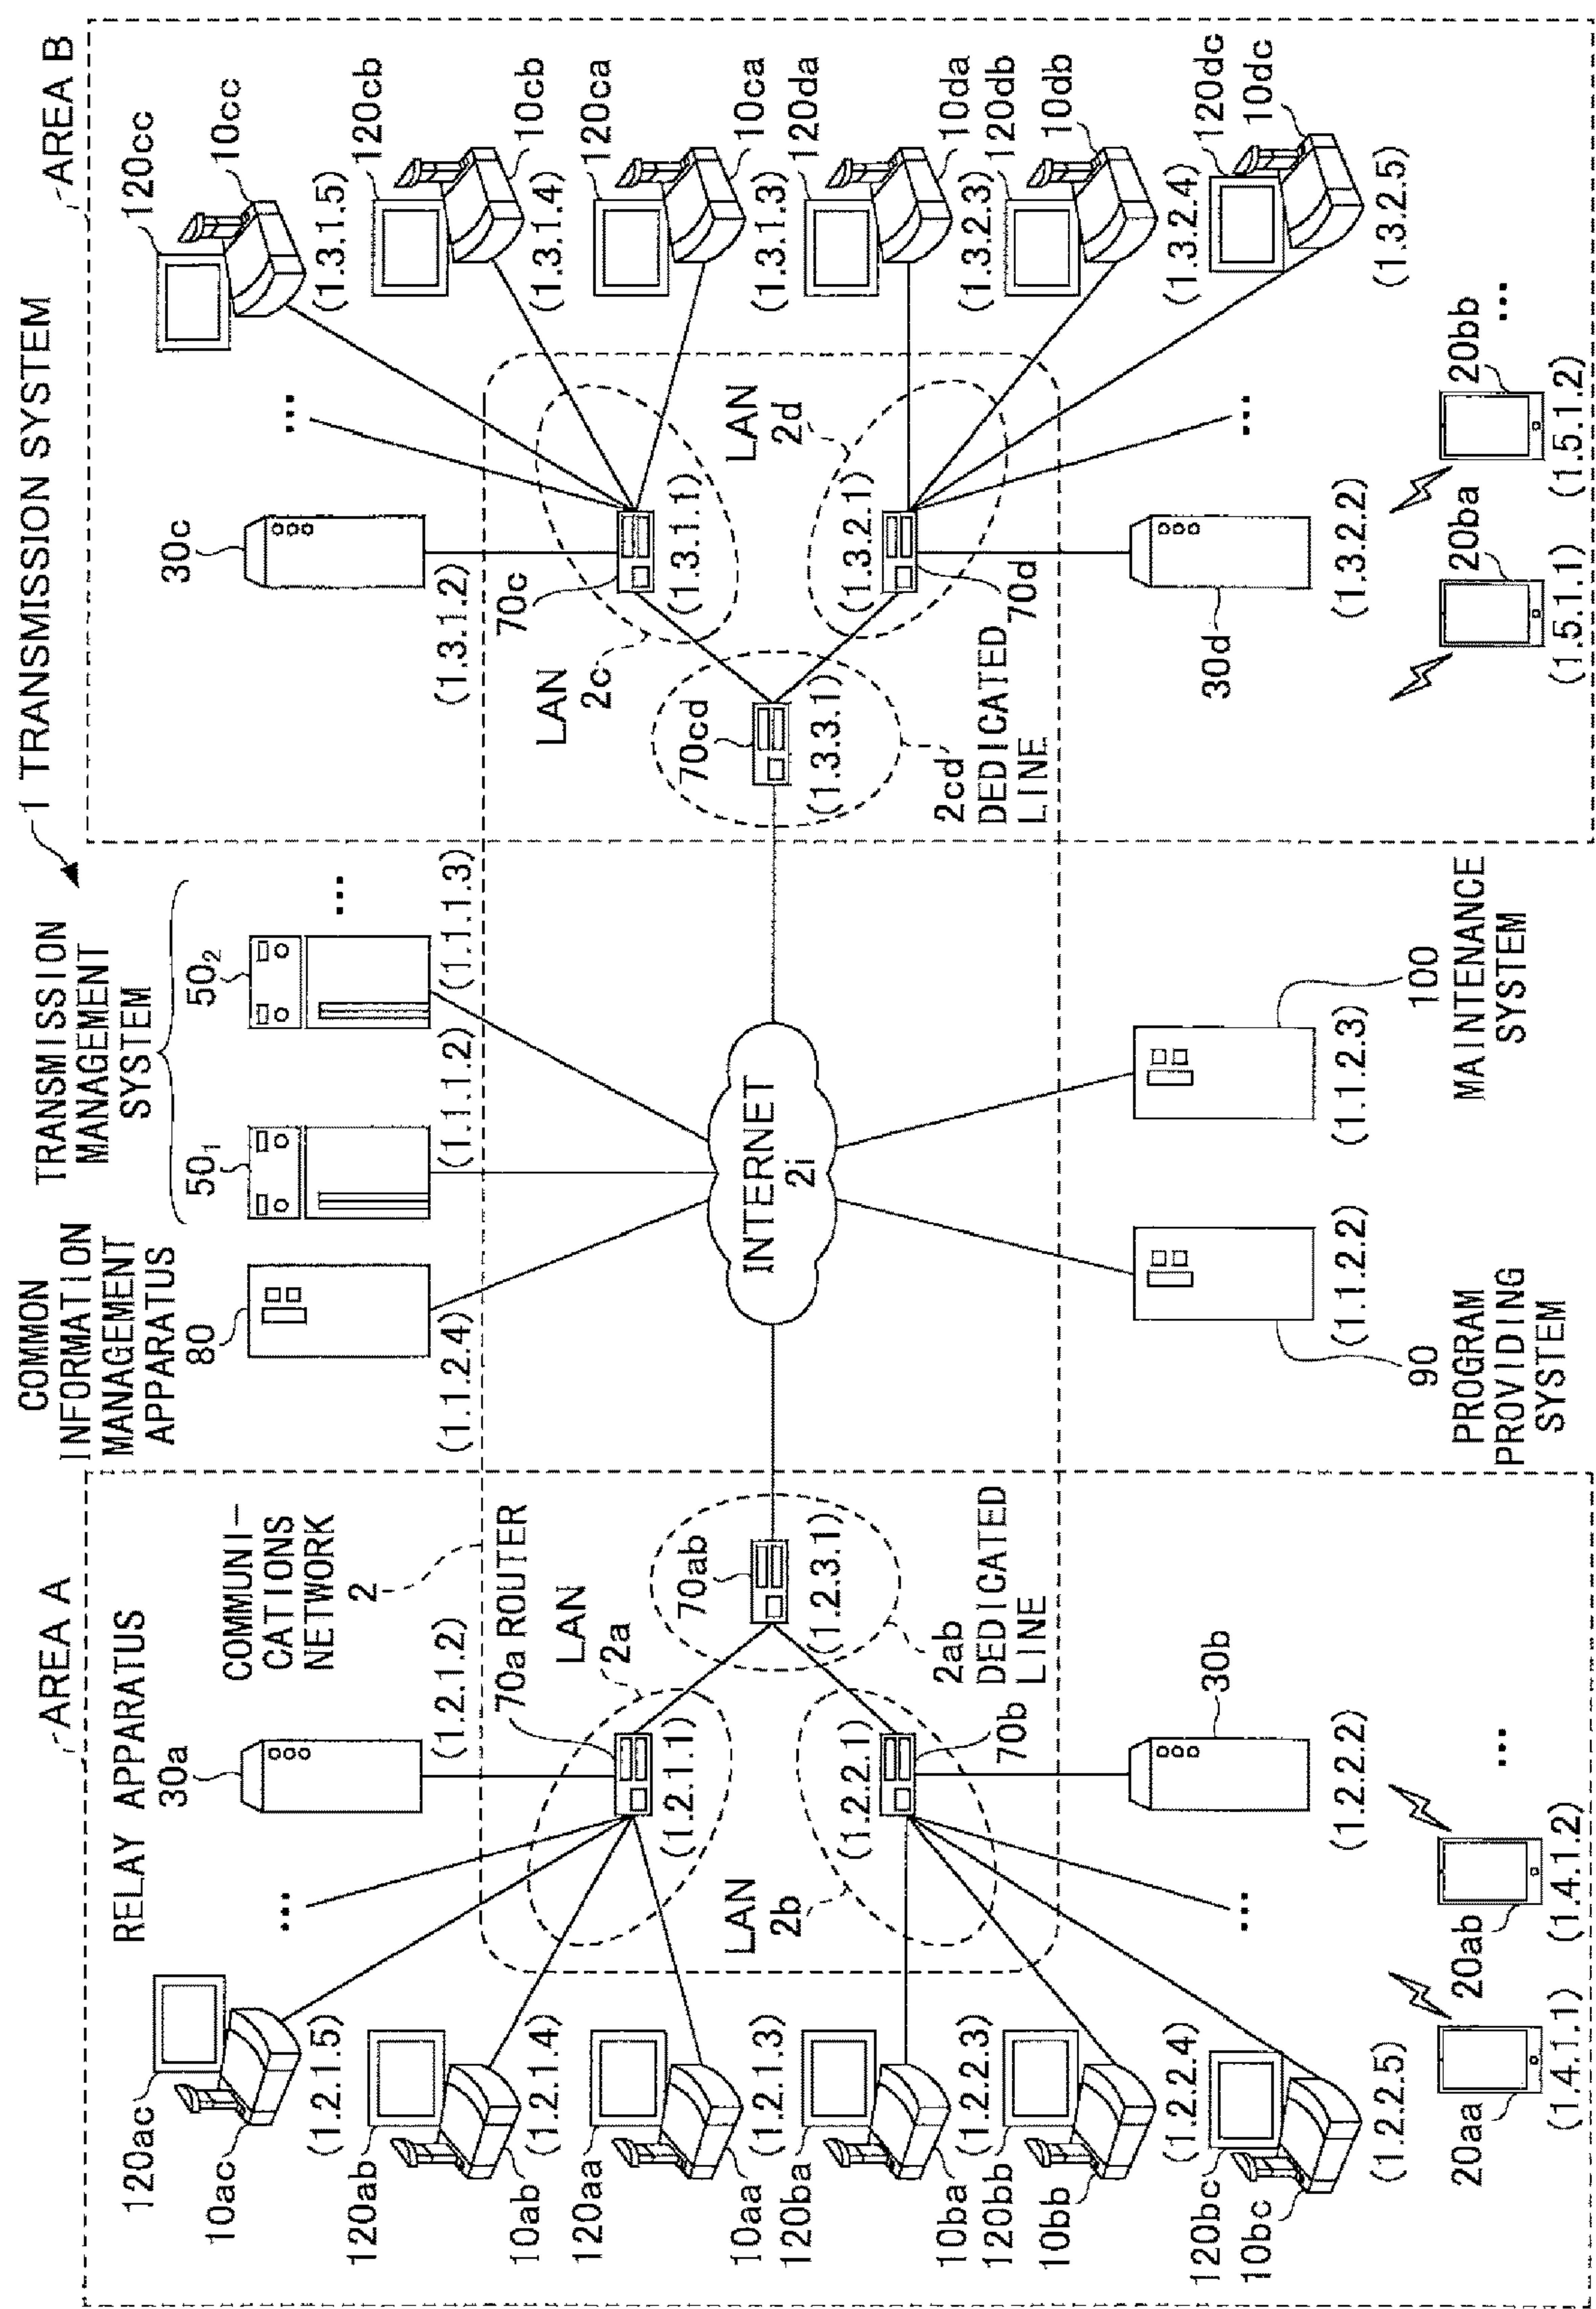 1 TRANSMISSION SYSTEM
AREA A
RELAY APPARATUS
30a
(1.2.1.2)
COMMUNI-
CATIONS
NETWORK
2
120ac
10ac
(1.2.1.5)
...
120ab
10ab
(1.2.1.4)
120aa
10aa
(1.2.1.3)
70a ROUTER
(1.2.1.1)
LAN
2a
70ab
(1.2.3.1)
2ab
DEDICATED
LINE
LAN
2b
(1.2.2.1)
70b
120ba
10ba
(1.2.2.3)
120bb
10bb
(1.2.2.4)
120bc
10bc
(1.2.2.5)
...
30b
(1.2.2.2)
20aa
(1.4.1.1)
20ab
(1.4.1.2)
...
COMMON
INFORMATION
MANAGEMENT
APPARATUS
80
(1.1.2.4)
TRANSMISSION
MANAGEMENT
SYSTEM
50₁
(1.1.1.2)
50₂
(1.1.1.3)
...
INTERNET
2i
90
(1.1.2.2)
PROGRAM
PROVIDING
SYSTEM
100
(1.1.2.3)
MAINTENANCE
SYSTEM
AREA B
30c
(1.3.1.2)
...
120cc
10cc
(1.3.1.5)
120cb
10cb
(1.3.1.4)
120ca
10ca
(1.3.1.3)
70c
(1.3.1.1)
LAN
2c
70cd
(1.3.3.1)
2cd
DEDICATED
LINE
LAN
2d
(1.3.2.1)
70d
120da
10da
(1.3.2.3)
120db
10db
(1.3.2.4)
120dc
10dc
(1.3.2.5)
...
30d
(1.3.2.2)
20ba
(1.5.1.1)
20bb
(1.5.1.2)
...